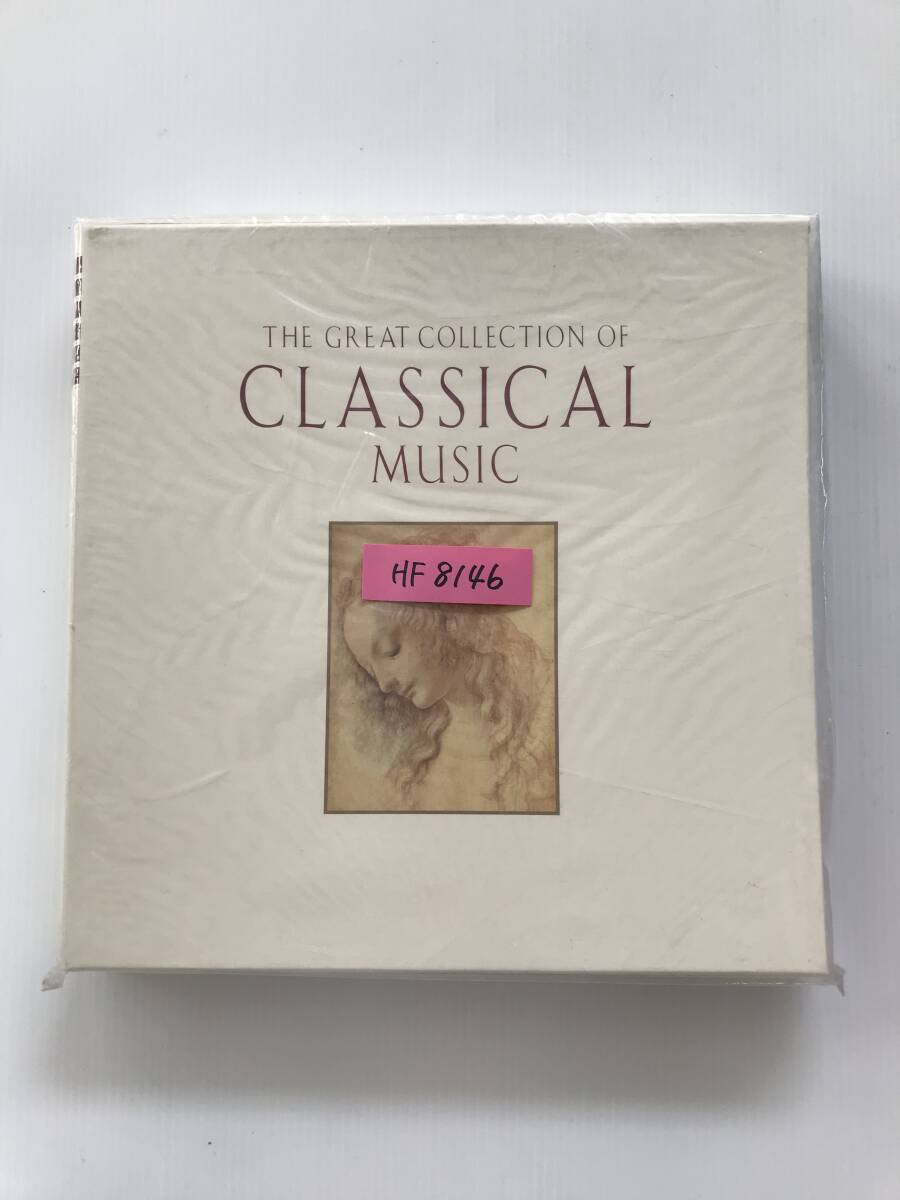 THE GREAT COLLECTION OF
CLASSICAL
MUSIC
HF 8146